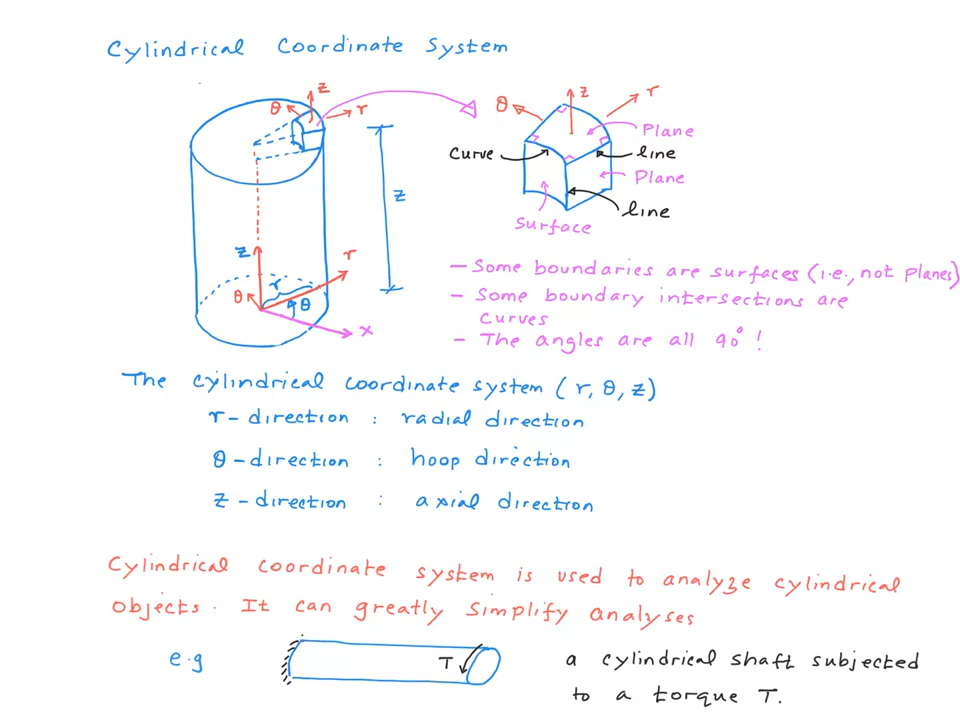 Cylindrical Coordinate System
z
θ
r
z
z
r
r
θ
θ
x
θ
z
r
Plane
curve
line
Plane
line
surface
— Some boundaries are surfaces (i.e., not planes)
- Some boundary intersections are
curves
- The angles are all 90° !
The cylindrical coordinate system (r, θ, z)
r- direction : radial direction
θ-direction : hoop direction
z - direction : axial direction
Cylindrical coordinate system is used to analyze cylindrical
objects. It can greatly simplify analyses
e.g
T
a cylindrical shaft subjected
to a torque T.